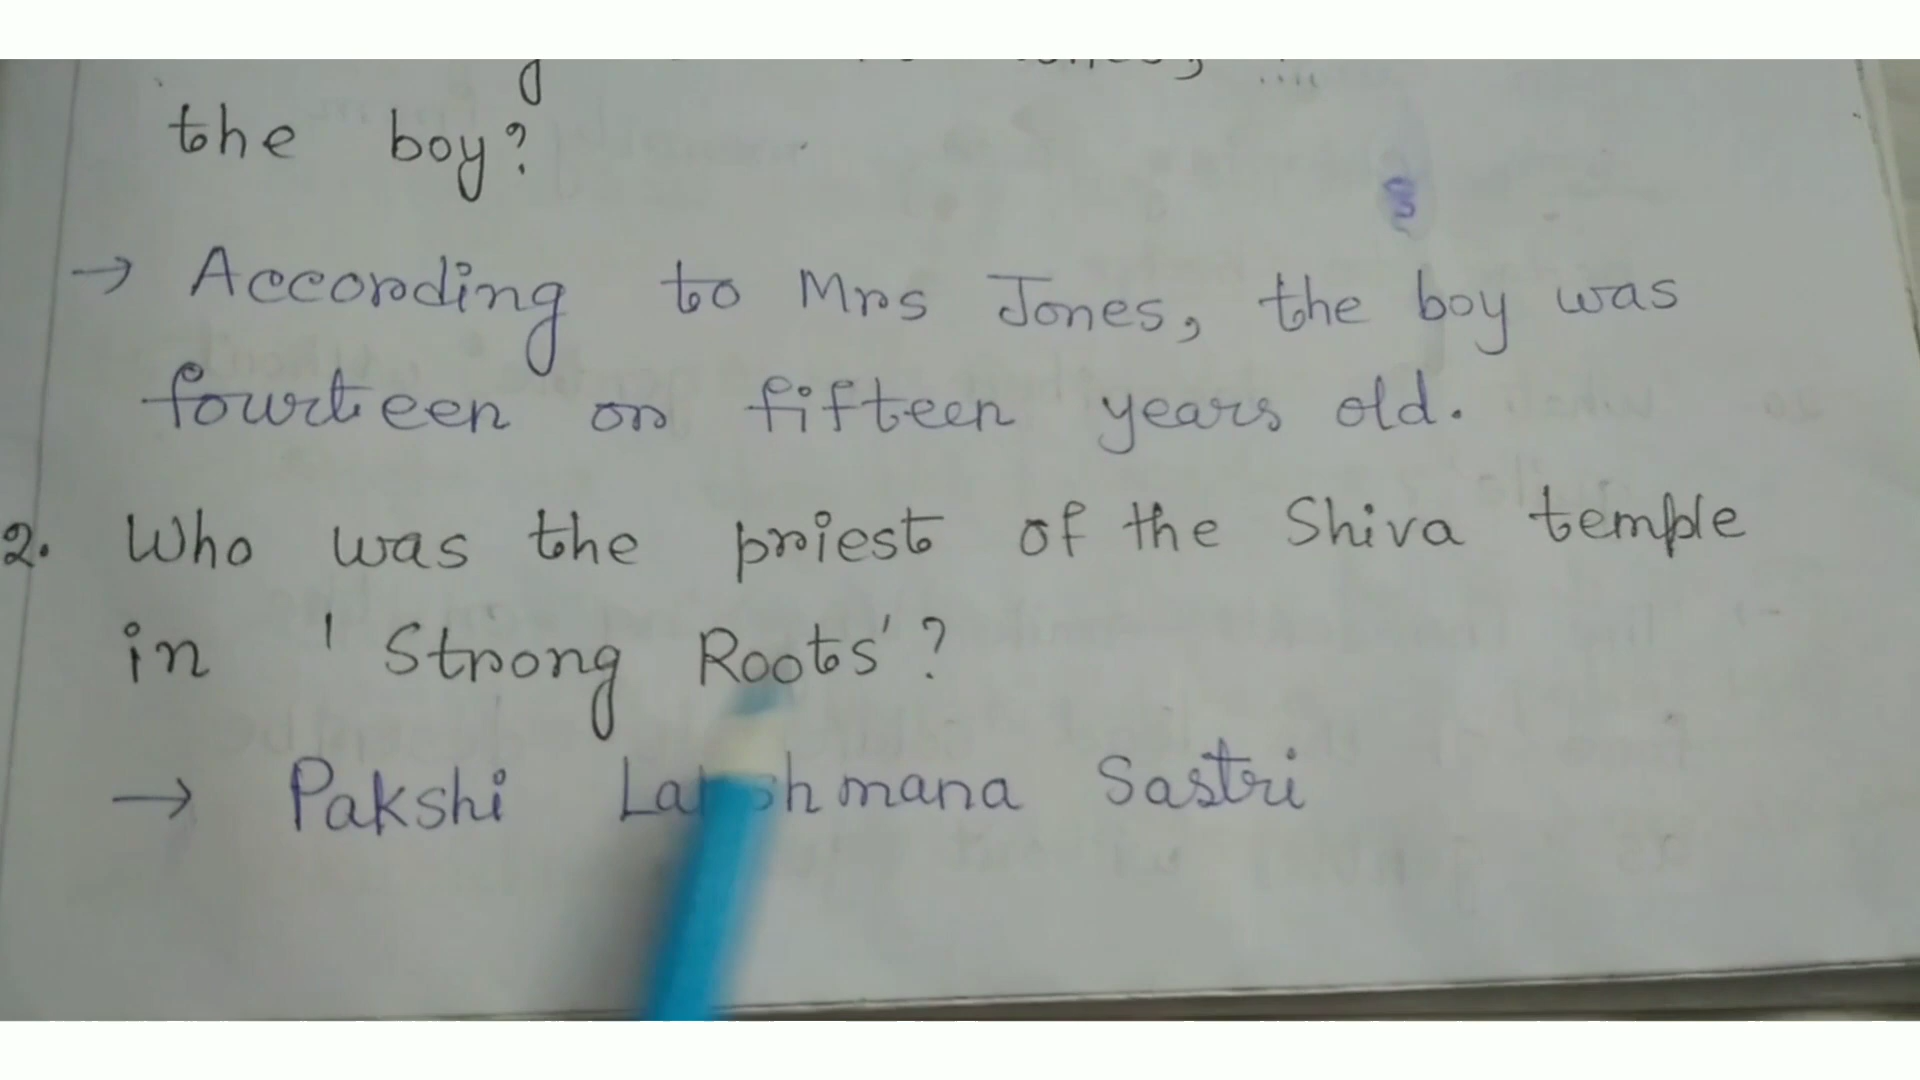 the boy?
→ According to Mrs Jones, the boy was
fourteen or fifteen years old.
2. Who was the priest of the Shiva temple
in 'Strong Roots'?
→ Pakshi Sastri